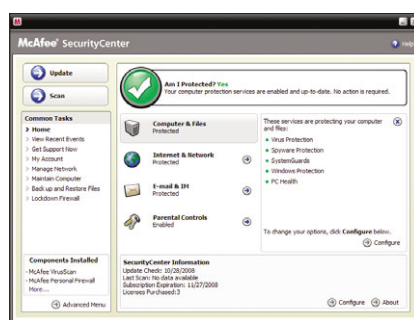 McAfee® SecurityCenter
Help
Update
Scan
Common Tasks
Home
View Recent Events
Get Support Now
My Account
Manage Network
Maintain Computer
Back up and Restore Files
Lockdown Firewall
Components Installed
- McAfee VirusScan
- McAfee Personal Firewall
More...
Advanced Menu
Am I Protected? Yes
Your computer protection services are enabled and up-to-date. No action is required.
Computer & Files
Protected
Internet & Network
Protected
E-mail & IM
Protected
Parental Controls
Enabled
These services are protecting your computer
and files:
Virus Protection
Spyware Protection
SystemGuards
Windows Protection
PC Health
To change your options, click Configure below.
Configure
SecurityCenter Information
Update Check: 10/28/2008
Last Scan: No data available
Subscription Expiration: 11/27/2008
Licenses Purchased: 3
Configure
About